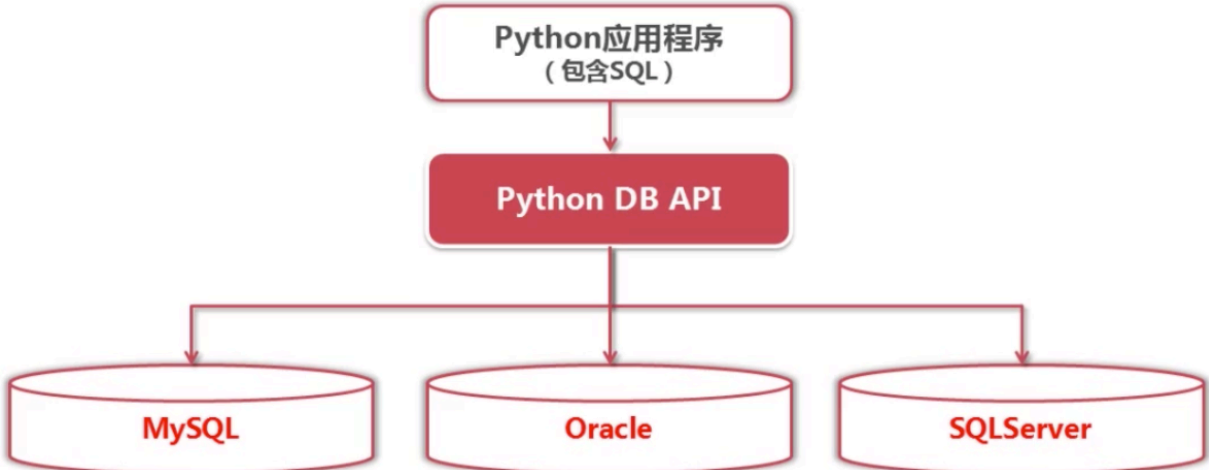 Python应用程序
（包含SQL）
Python DB API
MySQL
Oracle
SQLServer